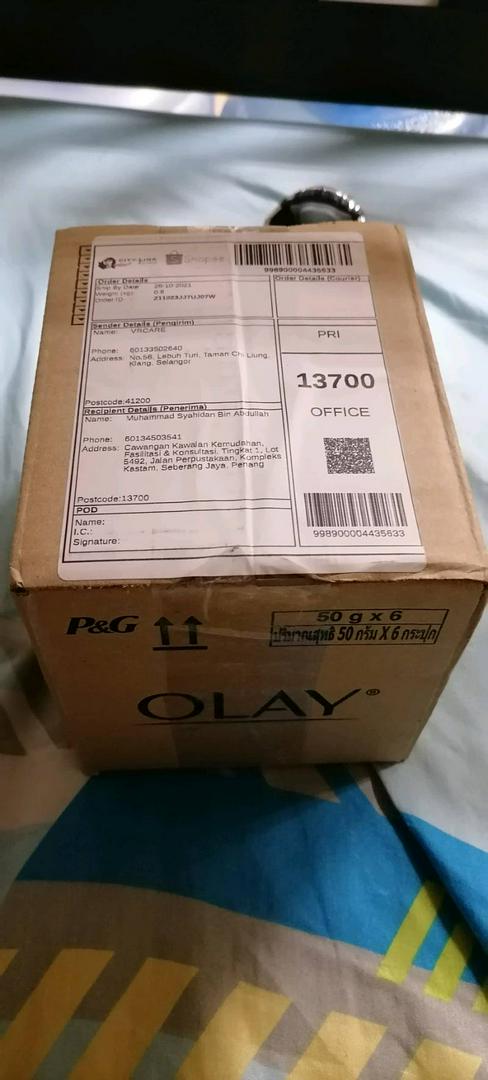 CITY-LINK
Shopee
998900004435633
Order Details
Ship By Date 26-10-2021
Weight (kg): 0.8
Order ID
Order Details (Courier)
Sender Details (Pengirim)
Name: VRCARE
Phone: 60133502640
Address: No.56, Lebuh Turi, Taman Chi Liung,
Klang, Selangor
Postcode:41200
Recipient Details (Penerima)
Name: Muhammad Syahidan Bin Abdullah
Phone: 60134503541
Address: Cawangan Kawalan Kemudahan,
Fasilitasi & Konsultasi, Tingkat 1, Lot
5492, Jalan Perpustakaan, Kompleks
Kastam, Seberang Jaya, Penang
Postcode:13700
POD
Name:
I.C.:
Signature:
PRI
13700
OFFICE
998900004435633
P&G
50 g x 6
ปริมาณสุทธิ 50 กรัม X 6 กระปุก
OLAY®